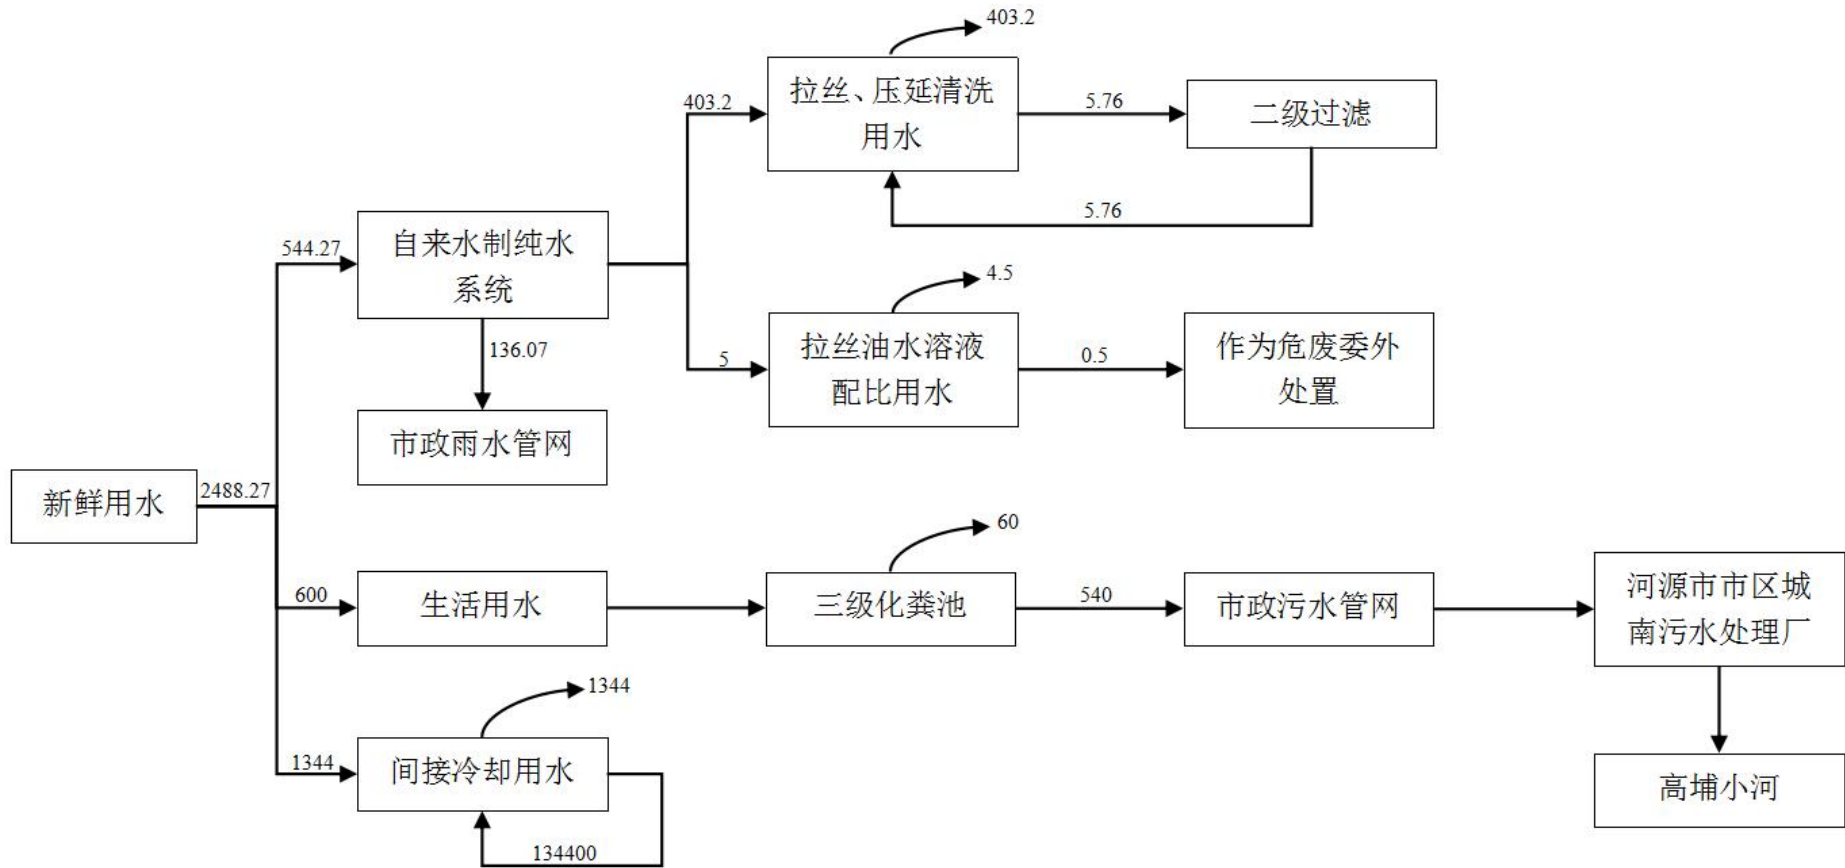 403.2
拉丝、压延清洗
用水
403.2
5.76
二级过滤
5.76
544.27
自来水制纯水
系统
136.07
市政雨水管网
4.5
5
拉丝油水溶液
配比用水
0.5
作为危废委外
处置
新鲜用水
2488.27
600
生活用水
60
三级化粪池
540
市政污水管网
河源市市区城
南污水处理厂
高埔小河
1344
1344
间接冷却用水
134400